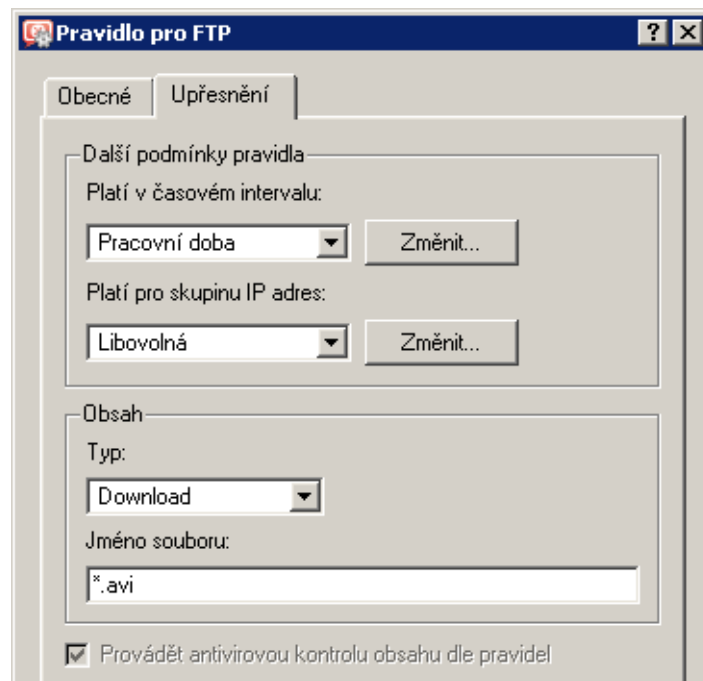 Pravidlo pro FTP
Obecné Upřesnění
Další podmínky pravidla
Platí v časovém intervalu:
Pracovní doba Změnit...
Platí pro skupinu IP adres:
Libovolná Změnit...
Obsah
Typ:
Download
Jméno souboru:
*.avi
Provádět antivirovou kontrolu obsahu dle pravidel